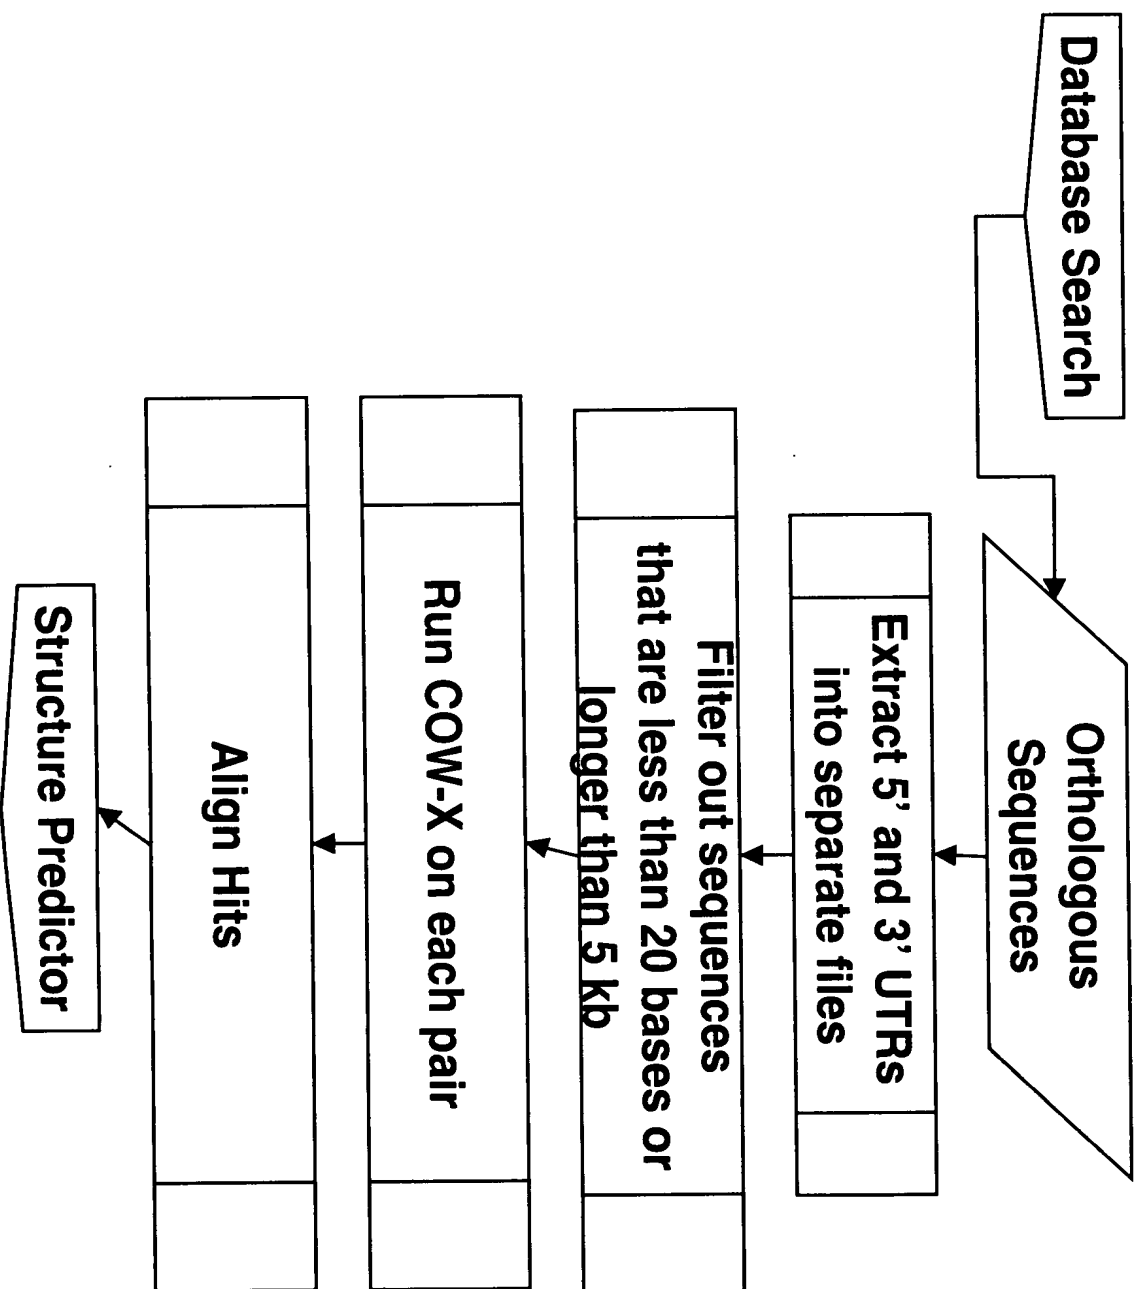 Database Search
Orthologous
Sequences
Extract 5' and 3' UTRs
into separate files
Filter out sequences
that are less than 20 bases or
longer than 5 kb
Run COW-X on each pair
Align Hits
Structure Predictor